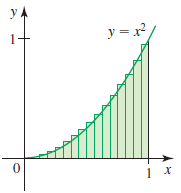 y
y = x²
1
0
1
x